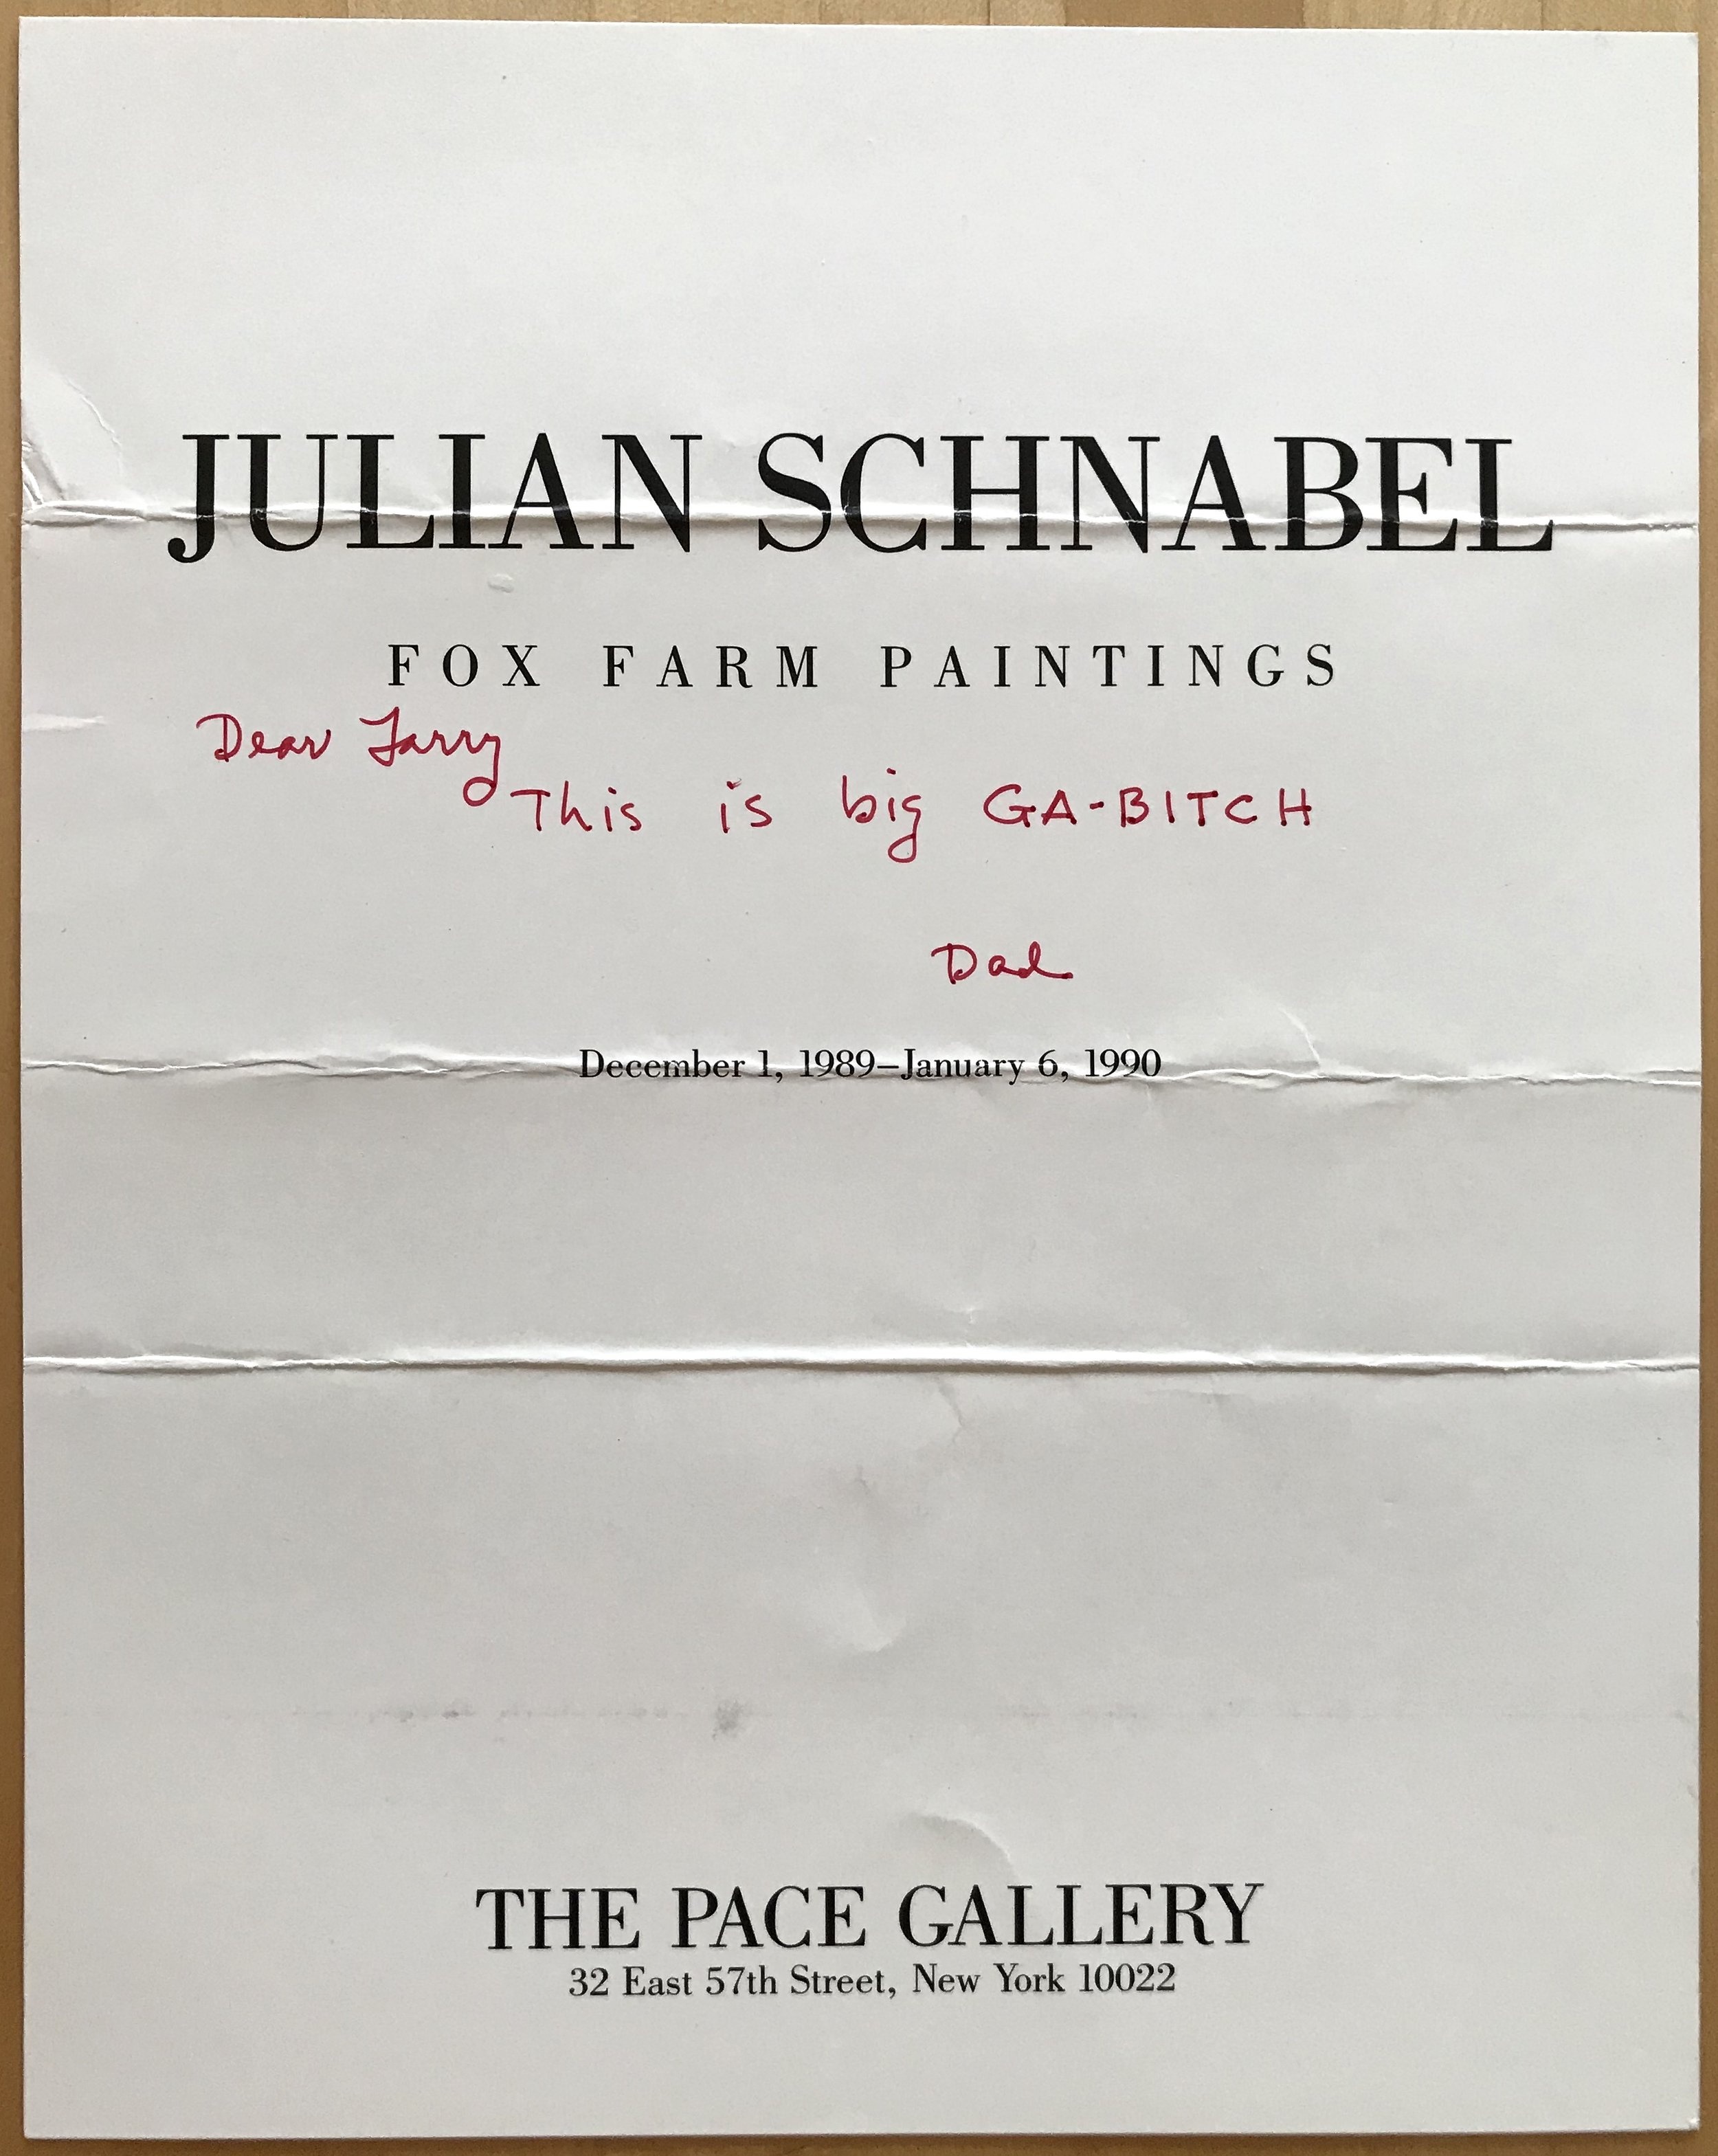 JULIAN SCHNABEL
FOX FARM PAINTINGS
Dear Larry
This is big GA-BITCH
Dad
December 1, 1989–January 6, 1990
THE PACE GALLERY
32 East 57th Street, New York 10022